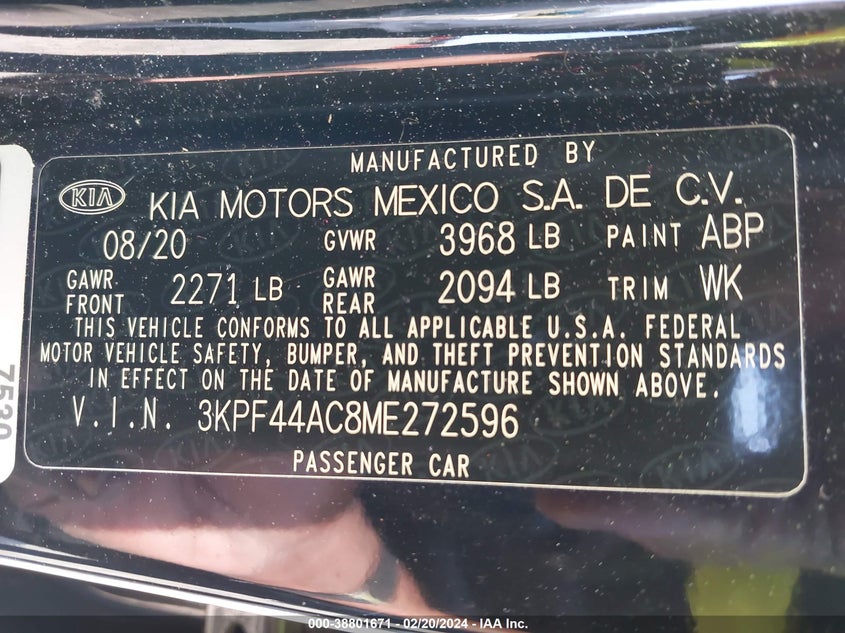 MANUFACTURED BY
KIA KIA MOTORS MEXICO S.A. DE C.V.
08/20 GVWR 3968 LB PAINT ABP
GAWR FRONT 2271 LB GAWR REAR 2094 LB TRIM WK
THIS VEHICLE CONFORMS TO ALL APPLICABLE U.S.A. FEDERAL
MOTOR VEHICLE SAFETY, BUMPER, AND THEFT PREVENTION STANDARDS
IN EFFECT ON THE DATE OF MANUFACTURE SHOWN ABOVE.
V.I.N. 3KPF44AC8ME272596
PASSENGER CAR
7530
000-38801671 - 02/20/2024 - IAA Inc.